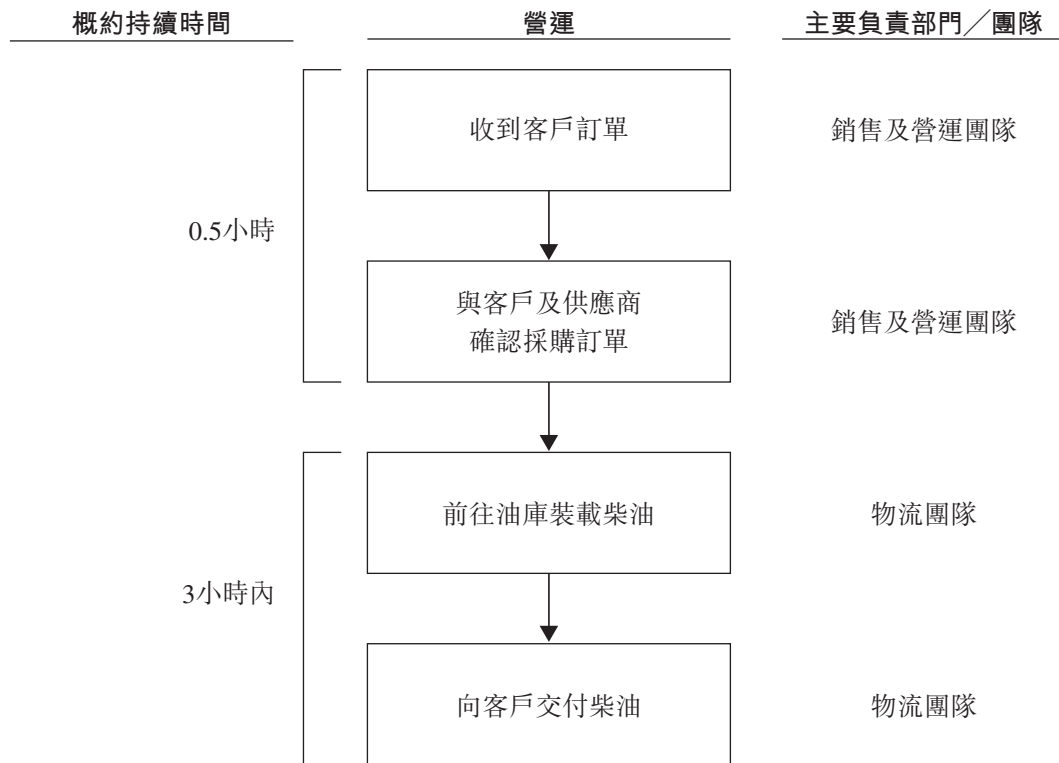 概約持續時間
營運
主要負責部門／團隊
收到客戶訂單
銷售及營運團隊
0.5小時
與客戶及供應商
確認採購訂單
銷售及營運團隊
前往油庫裝載柴油
物流團隊
3小時內
向客戶交付柴油
物流團隊